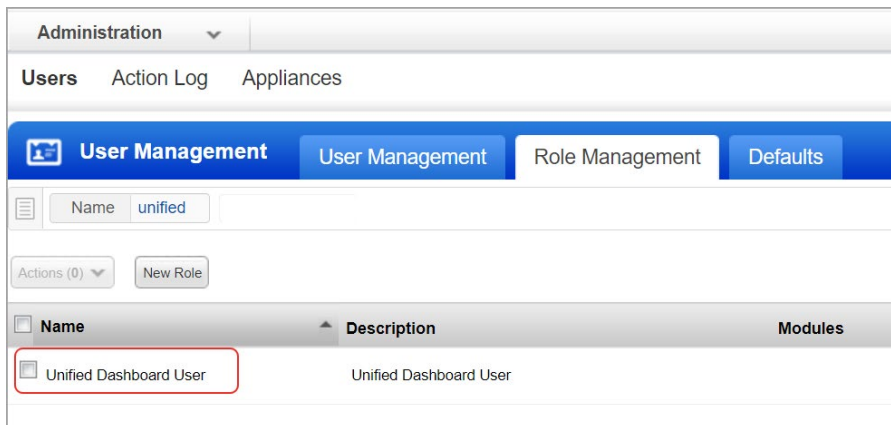 Administration
Users Action Log Appliances
User Management User Management Role Management Defaults
Name unified
Actions (0) New Role
Name Description Modules
Unified Dashboard User Unified Dashboard User